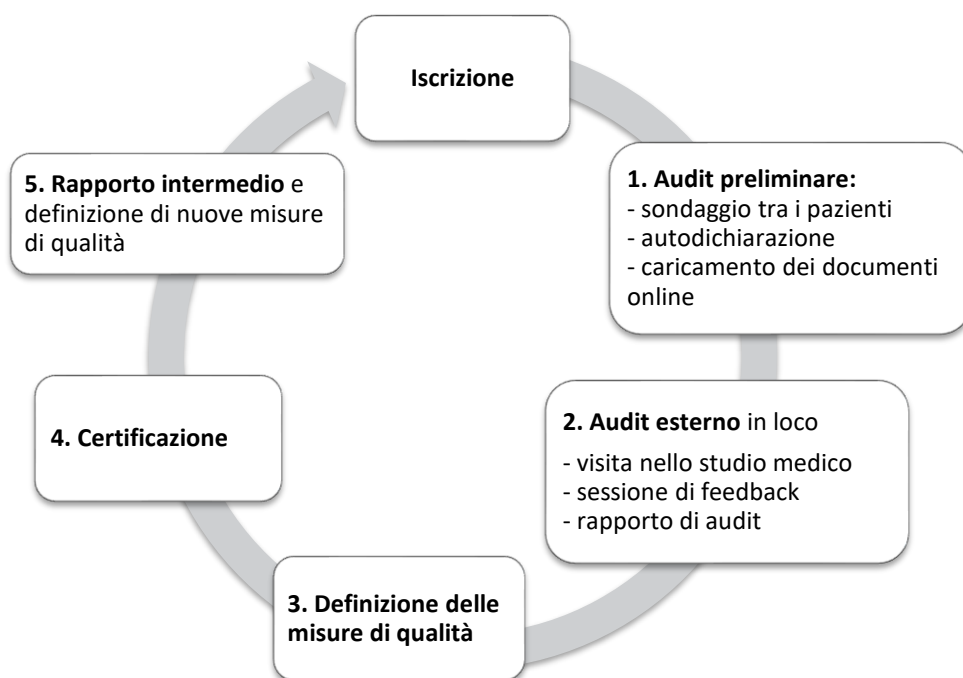 Iscrizione
1. Audit preliminare:
- sondaggio tra i pazienti
- autodichiarazione
- caricamento dei documenti
online
2. Audit esterno in loco
- visita nello studio medico
- sessione di feedback
- rapporto di audit
3. Definizione delle
misure di qualità
4. Certificazione
5. Rapporto intermedio e
definizione di nuove misure
di qualità